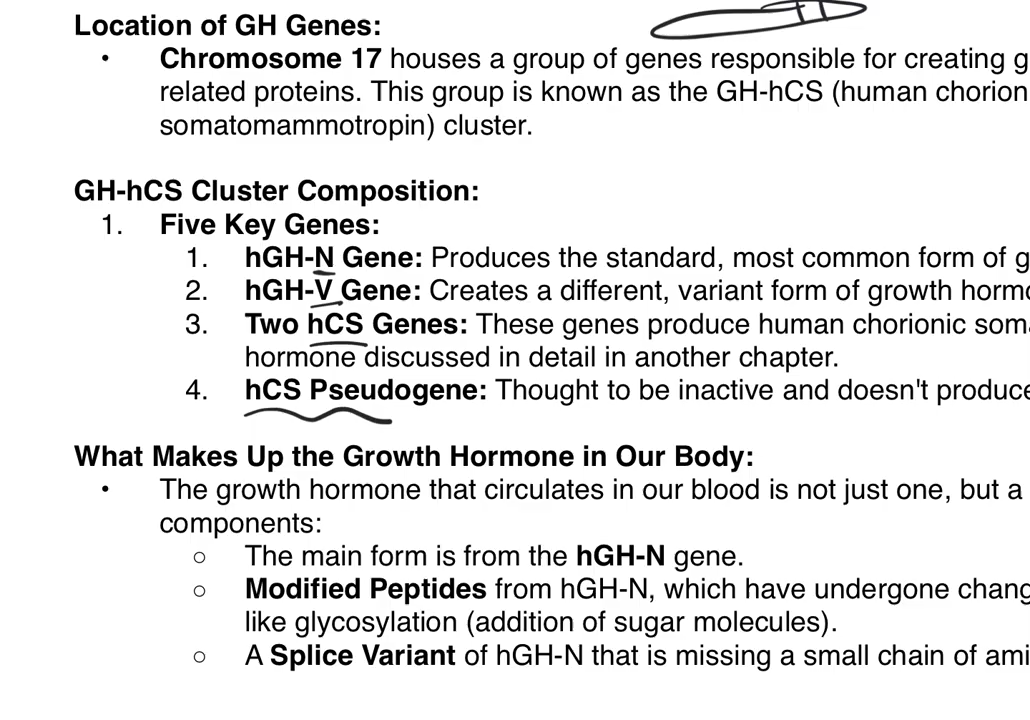 Location of GH Genes:
• Chromosome 17 houses a group of genes responsible for creating g
related proteins. This group is known as the GH-hCS (human chorion
somatomammotropin) cluster.
GH-hCS Cluster Composition:
1. Five Key Genes:
1. hGH-N Gene: Produces the standard, most common form of g
2. hGH-V Gene: Creates a different, variant form of growth hormo
3. Two hCS Genes: These genes produce human chorionic soma
hormone discussed in detail in another chapter.
4. hCS Pseudogene: Thought to be inactive and doesn't produce
What Makes Up the Growth Hormone in Our Body:
• The growth hormone that circulates in our blood is not just one, but a
components:
○ The main form is from the hGH-N gene.
○ Modified Peptides from hGH-N, which have undergone chang
like glycosylation (addition of sugar molecules).
○ A Splice Variant of hGH-N that is missing a small chain of ami